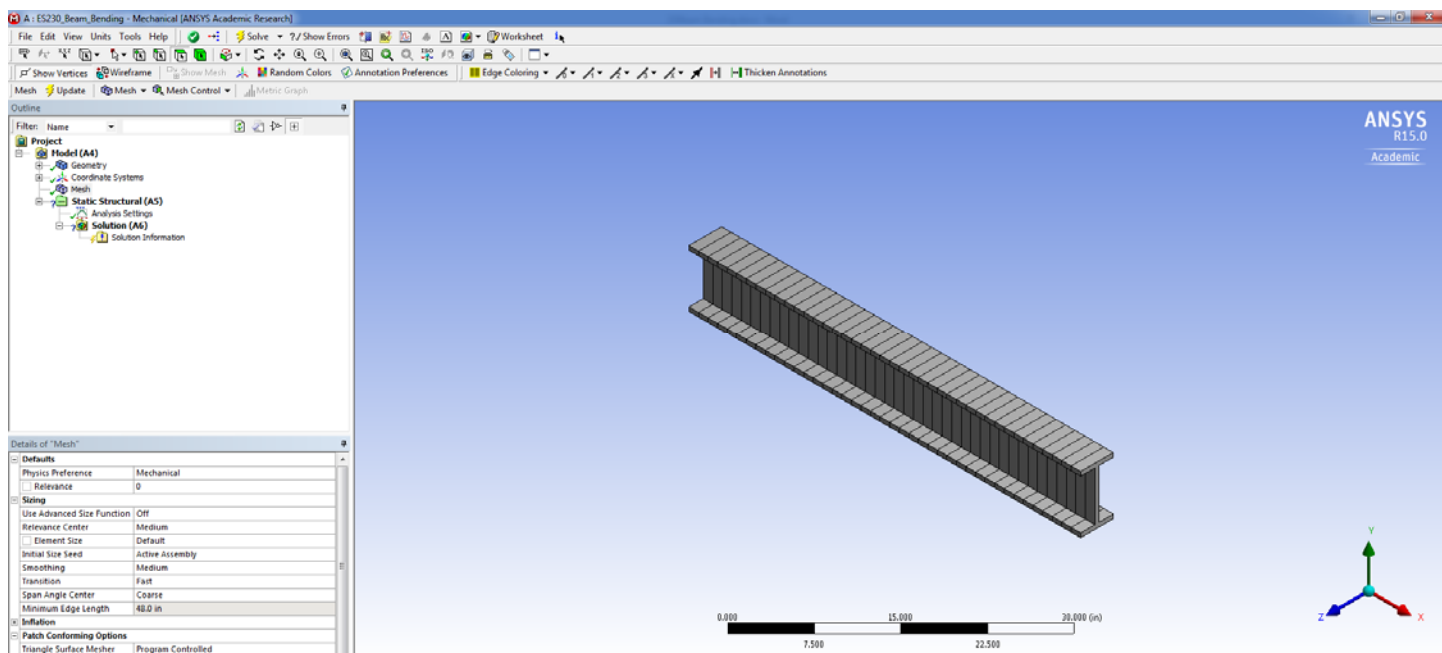 A : ES230_Beam_Bending - Mechanical [ANSYS Academic Research]
File Edit View Units Tools Help Solve ?/ Show Errors Worksheet
Show Vertices Wireframe Show Mesh Random Colors Annotation Preferences Edge Coloring Thicken Annotations
Mesh Update Mesh Mesh Control Metric Graph
Outline
Filter: Name
Project
Model (A4)
Geometry
Coordinate Systems
Mesh
Static Structural (A5)
Analysis Settings
Solution (A6)
Solution Information
Details of "Mesh"
Defaults
Physics Preference Mechanical
Relevance 0
Sizing
Use Advanced Size Function Off
Relevance Center Medium
Element Size Default
Initial Size Seed Active Assembly
Smoothing Medium
Transition Fast
Span Angle Center Coarse
Minimum Edge Length 48.0 in
Inflation
Patch Conforming Options
Triangle Surface Mesher Program Controlled
ANSYS
R15.0
Academic
0.000 15.000 30.000 (in)
7.500 22.500
Y
Z X